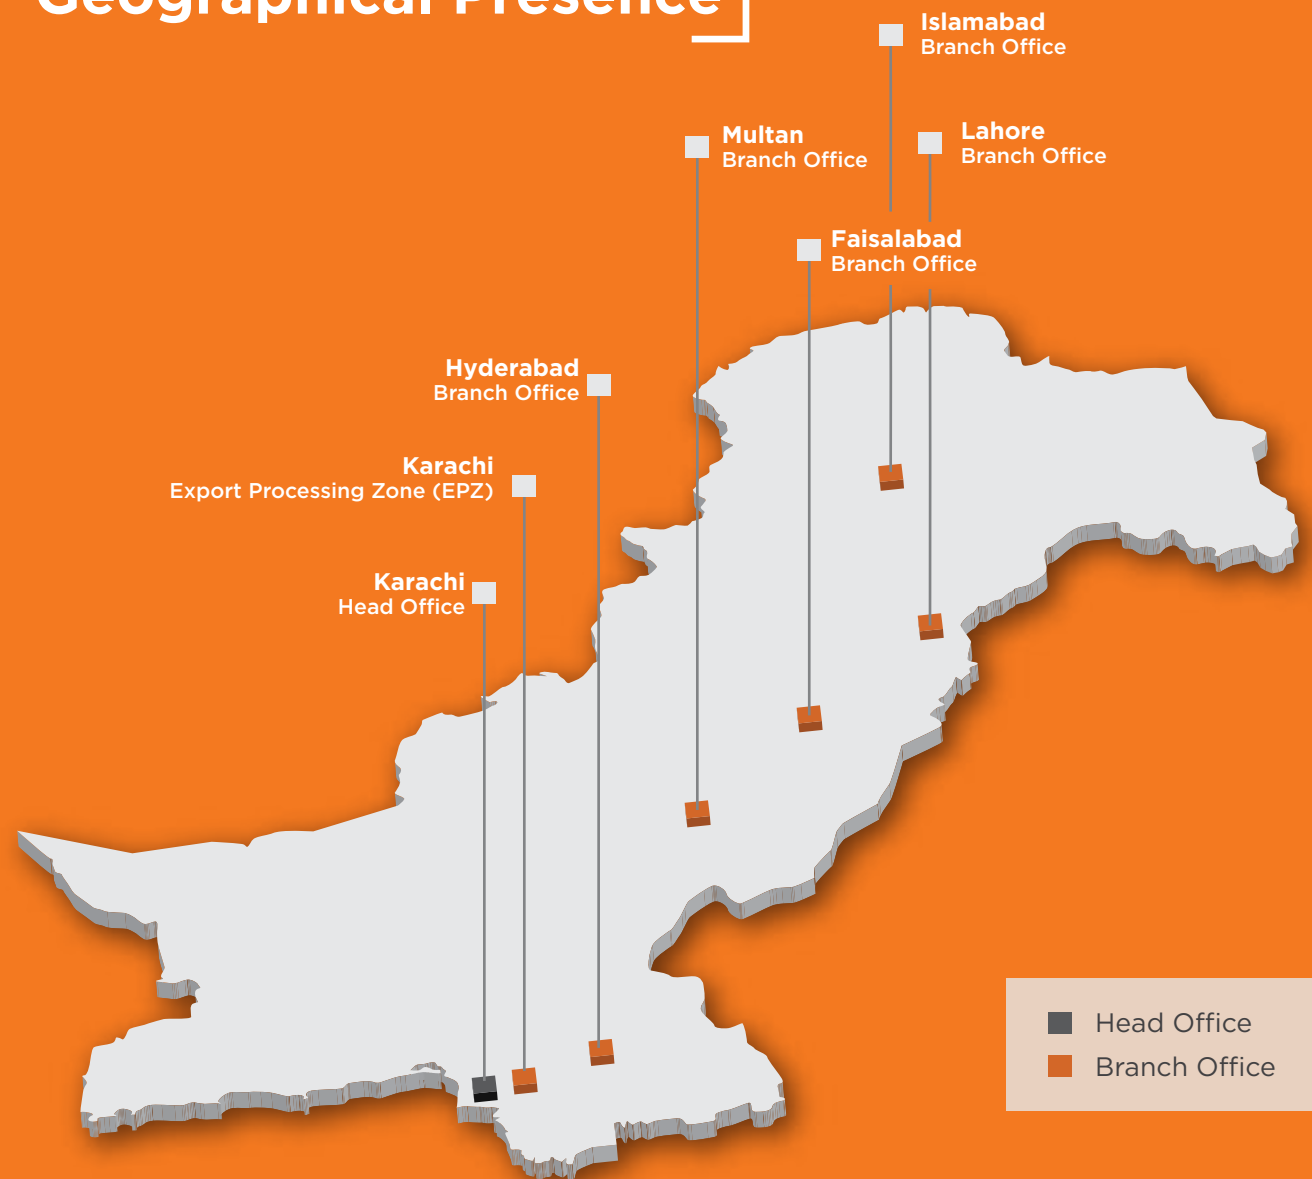 Geographical Presence
Islamabad
Branch Office
Multan
Branch Office
Lahore
Branch Office
Faisalabad
Branch Office
Hyderabad
Branch Office
Karachi
Export Processing Zone (EPZ)
Karachi
Head Office
Head Office
Branch Office